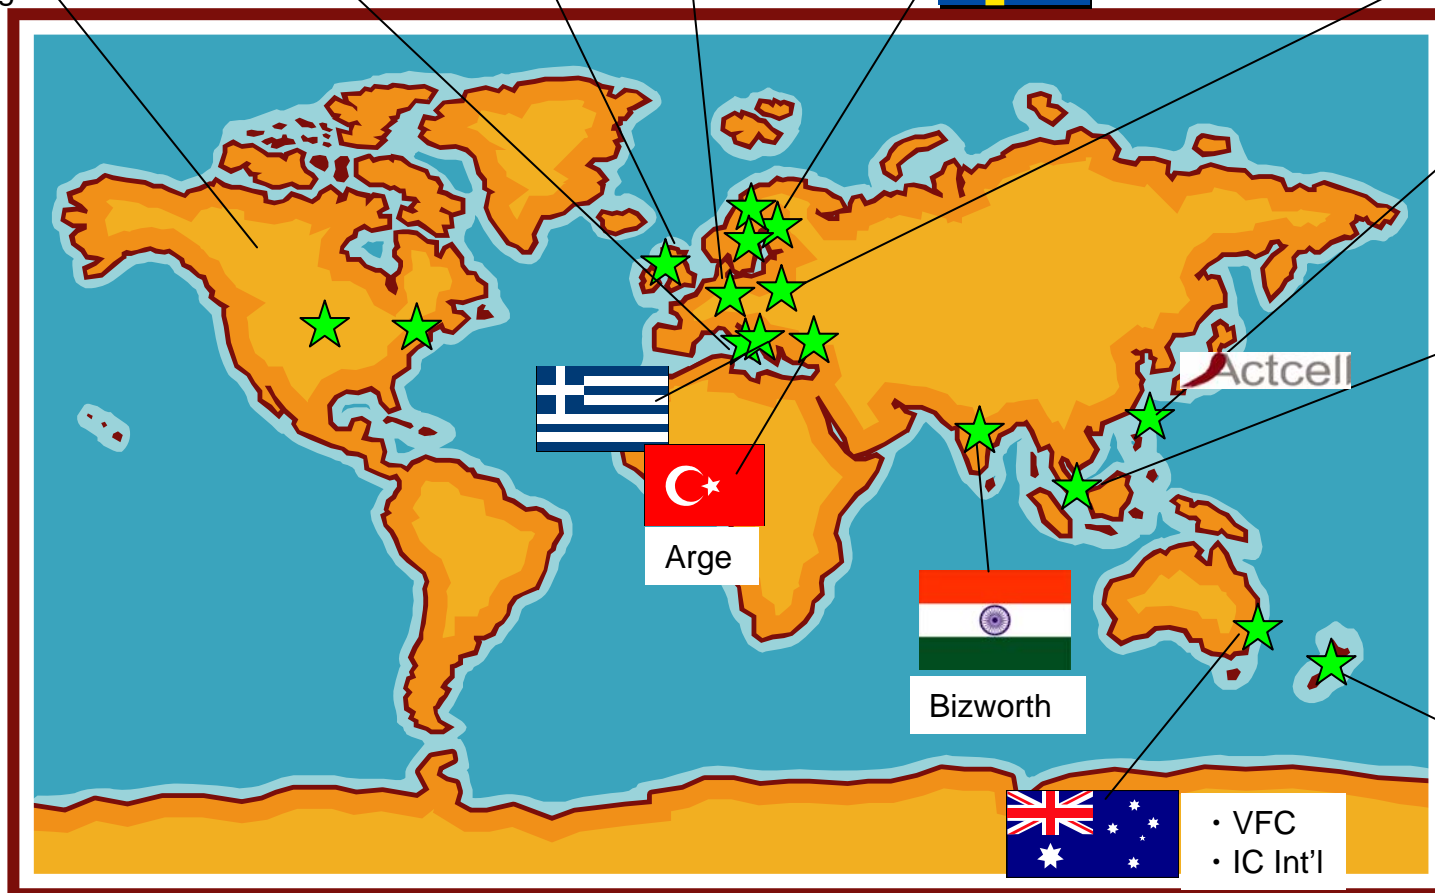 g
Actcell
Arge
Bizworth
・VFC
・IC Int'l